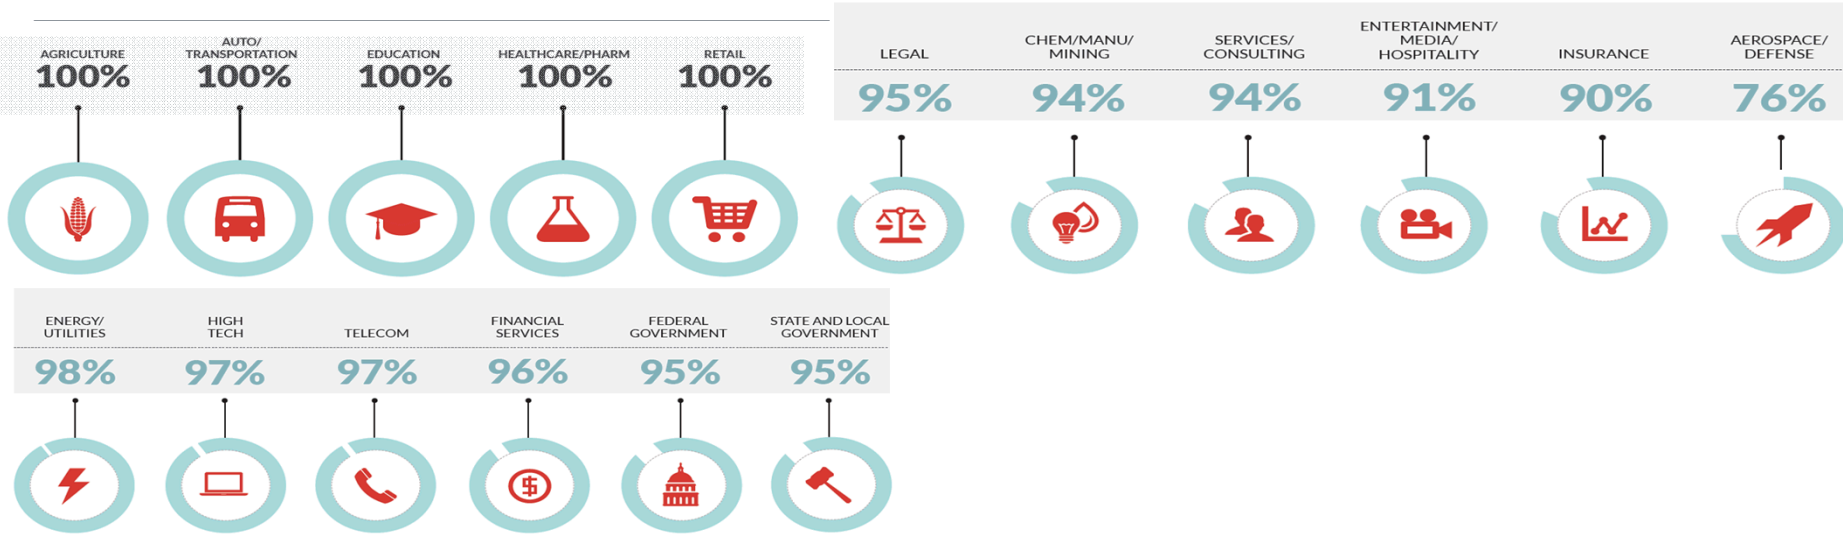 AGRICULTURE
100%
AUTO/
TRANSPORTATION
100%
EDUCATION
100%
HEALTHCARE/PHARM
100%
RETAIL
100%
LEGAL
95%
CHEM/MANU/
MINING
94%
SERVICES/
CONSULTING
94%
ENTERTAINMENT/
MEDIA/
HOSPITALITY
91%
INSURANCE
90%
AEROSPACE/
DEFENSE
76%
ENERGY/
UTILITIES
98%
HIGH
TECH
97%
TELECOM
97%
FINANCIAL
SERVICES
96%
FEDERAL
GOVERNMENT
95%
STATE AND LOCAL
GOVERNMENT
95%
$